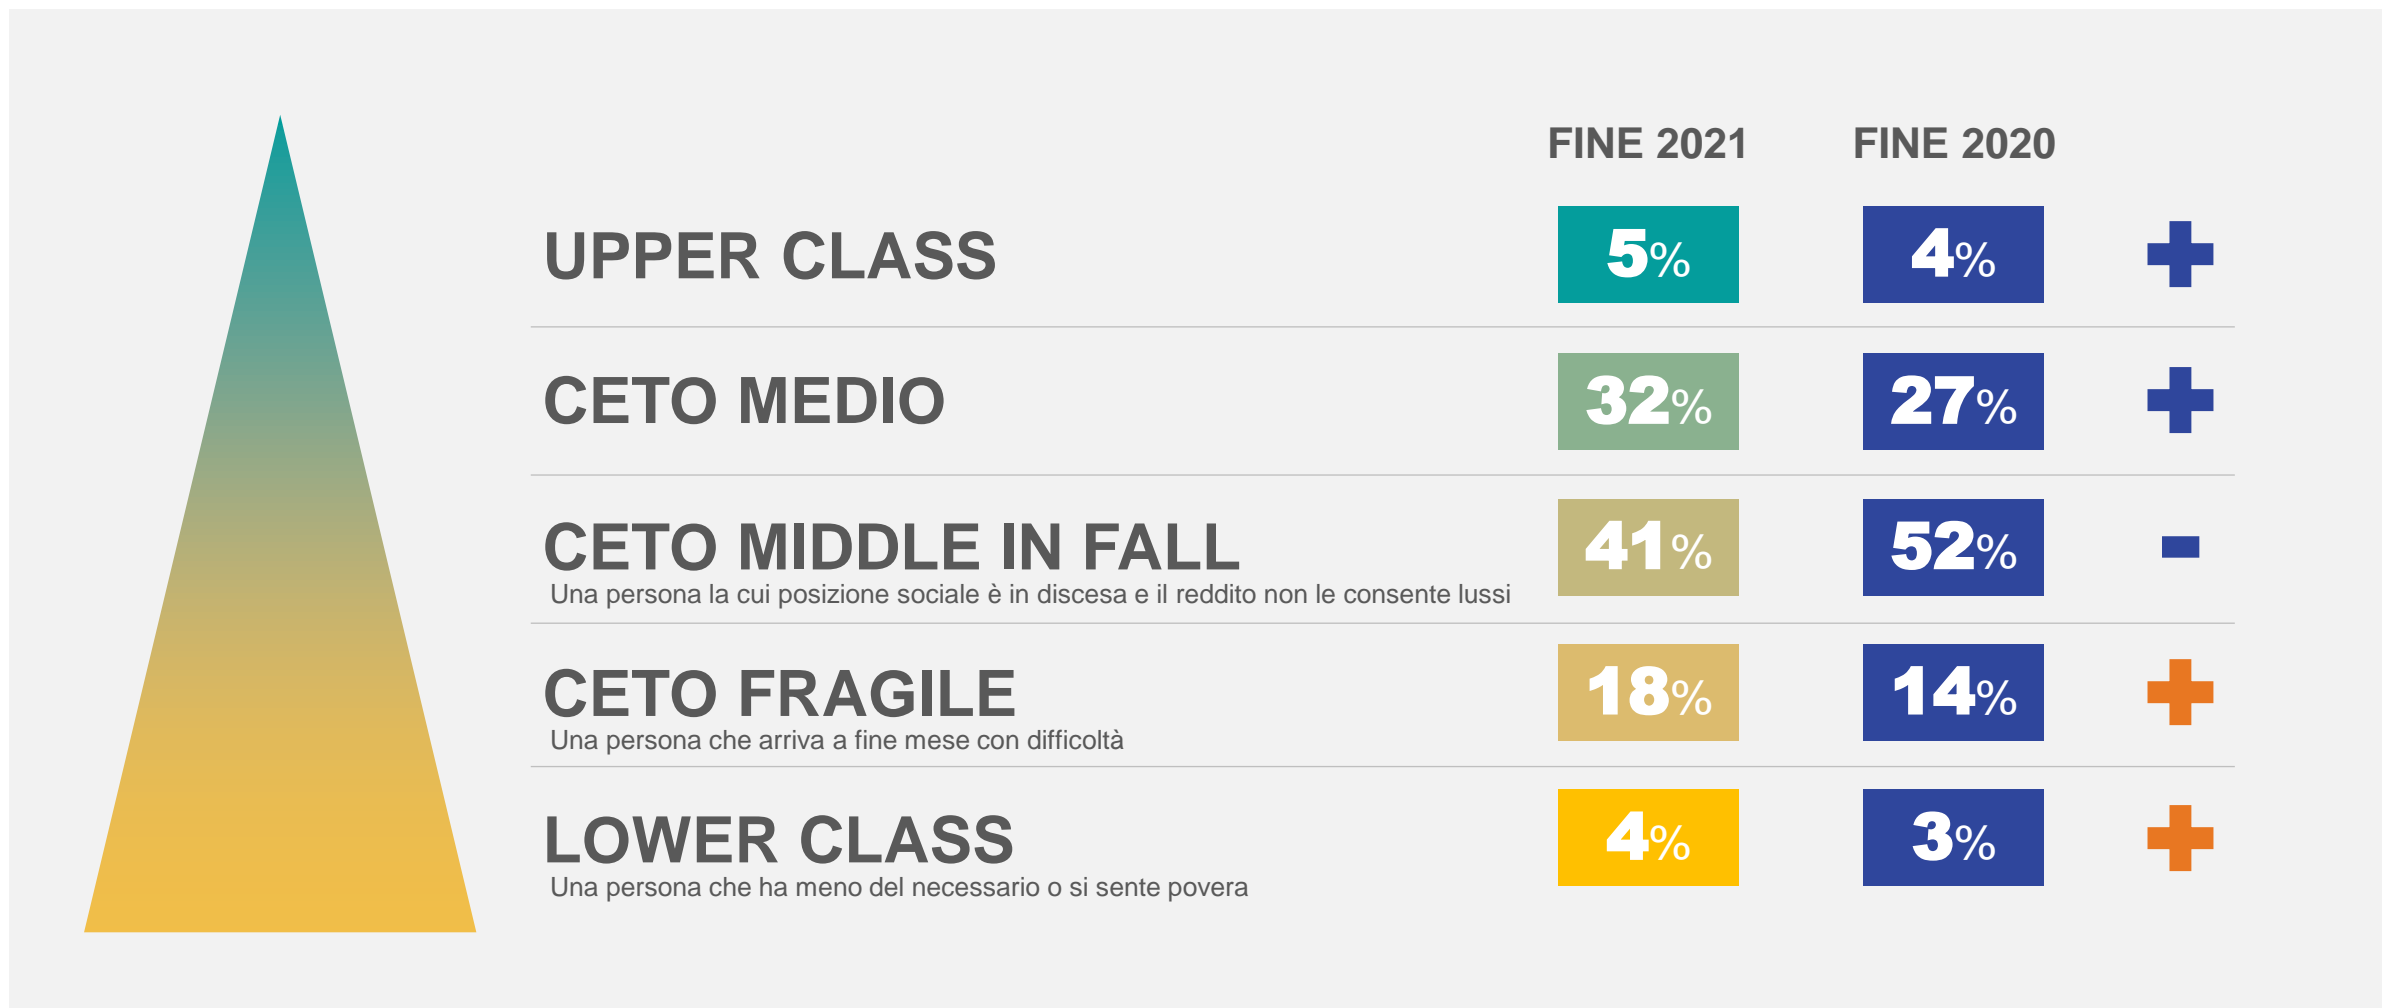 FINE 2021 FINE 2020
UPPER CLASS 5% 4% +
CETO MEDIO 32% 27% +
CETO MIDDLE IN FALL 41% 52% -
Una persona la cui posizione sociale è in discesa e il reddito non le consente lussi
CETO FRAGILE 18% 14% +
Una persona che arriva a fine mese con difficoltà
LOWER CLASS 4% 3% +
Una persona che ha meno del necessario o si sente povera